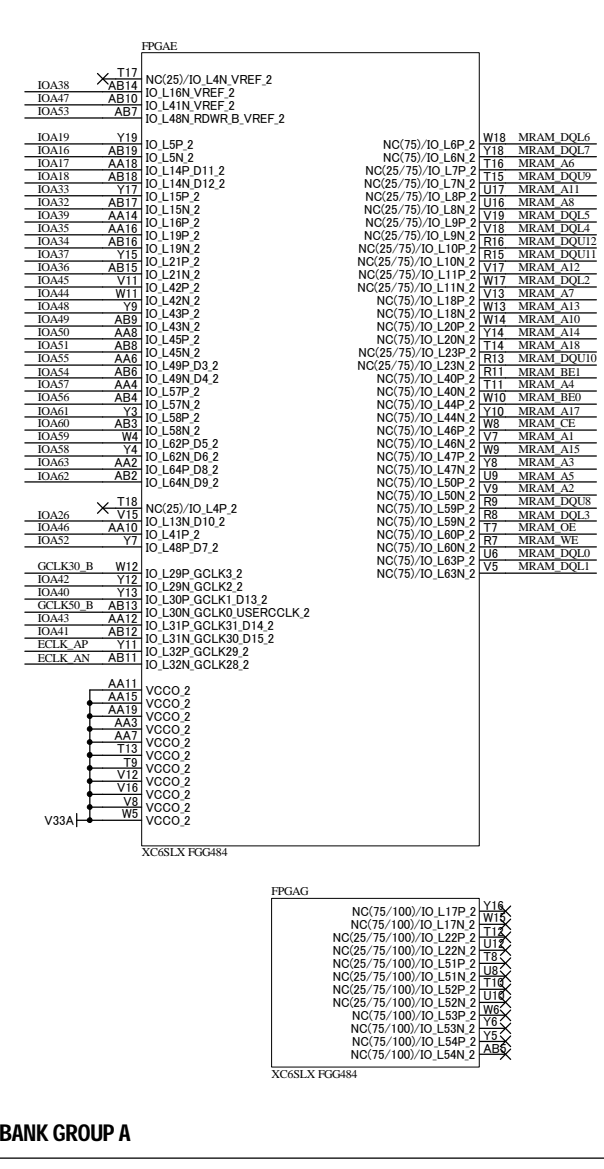 FPGAE
T17 NC(25)/IO_L4N_VREF_2
IOA38 AB14 IO_L16N_VREF_2
IOA47 AB10 IO_L41N_VREF_2
IOA53 AB7 IO_L48N_RDWR_B_VREF_2
IOA19 Y19 IO_L5P_2
IOA16 AB19 IO_L5N_2
IOA17 AA18 IO_L14P_D11_2
IOA18 AB18 IO_L14N_D12_2
IOA33 Y17 IO_L15P_2
IOA32 AB17 IO_L15N_2
IOA39 AA14 IO_L16P_2
IOA35 AA16 IO_L19P_2
IOA34 AB16 IO_L19N_2
IOA37 Y15 IO_L21P_2
IOA36 AB15 IO_L21N_2
IOA45 V11 IO_L42P_2
IOA44 W11 IO_L42N_2
IOA48 Y9 IO_L43P_2
IOA49 AB9 IO_L43N_2
IOA50 AA8 IO_L45P_2
IOA51 AB8 IO_L45N_2
IOA55 AA6 IO_L49P_D3_2
IOA54 AB6 IO_L49N_D4_2
IOA57 AA4 IO_L57P_2
IOA56 AB4 IO_L57N_2
IOA61 Y3 IO_L58P_2
IOA60 AB3 IO_L58N_2
IOA59 W4 IO_L62P_D5_2
IOA58 Y4 IO_L62N_D6_2
IOA63 AA2 IO_L64P_D8_2
IOA62 AB2 IO_L64N_D9_2
T18 NC(25)/IO_L4P_2
IOA26 V15 IO_L13N_D10_2
IOA46 AA10 IO_L41P_2
IOA52 Y7 IO_L48P_D7_2
GCLK30_B W12 IO_L29P_GCLK3_2
IOA42 Y12 IO_L29N_GCLK2_2
IOA40 Y13 IO_L30P_GCLK1_D13_2
GCLK50_B AB13 IO_L30N_GCLK0_USERCCLK_2
IOA43 AA12 IO_L31P_GCLK31_D14_2
IOA41 AB12 IO_L31N_GCLK30_D15_2
ECLK_AP Y11 IO_L32P_GCLK29_2
ECLK_AN AB11 IO_L32N_GCLK28_2
AA11 VCCO_2
AA15 VCCO_2
AA19 VCCO_2
AA3 VCCO_2
AA7 VCCO_2
T13 VCCO_2
T9 VCCO_2
V12 VCCO_2
V16 VCCO_2
V8 VCCO_2
V33A W5 VCCO_2
NC(75)/IO_L6P_2 W18 MRAM_DQL6
NC(75)/IO_L6N_2 Y18 MRAM_DQL7
NC(25/75)/IO_L7P_2 T16 MRAM_A6
NC(25/75)/IO_L7N_2 T15 MRAM_DQU9
NC(25/75)/IO_L8P_2 U17 MRAM_A11
NC(25/75)/IO_L8N_2 U16 MRAM_A8
NC(25/75)/IO_L9P_2 V19 MRAM_DQL5
NC(25/75)/IO_L9N_2 V18 MRAM_DQL4
NC(25/75)/IO_L10P_2 R16 MRAM_DQU12
NC(25/75)/IO_L10N_2 R15 MRAM_DQU11
NC(25/75)/IO_L11P_2 V17 MRAM_A12
NC(25/75)/IO_L11N_2 W17 MRAM_DQL2
NC(75)/IO_L18P_2 V13 MRAM_A7
NC(75)/IO_L18N_2 W13 MRAM_A13
NC(75)/IO_L20P_2 W14 MRAM_A10
NC(75)/IO_L20N_2 Y14 MRAM_A14
NC(25/75)/IO_L23P_2 T14 MRAM_A18
NC(25/75)/IO_L23N_2 R13 MRAM_DQU10
NC(75)/IO_L40P_2 R11 MRAM_BE1
NC(75)/IO_L40N_2 T11 MRAM_A4
NC(75)/IO_L44P_2 W10 MRAM_BE0
NC(75)/IO_L44N_2 Y10 MRAM_A17
NC(75)/IO_L46P_2 W8 MRAM_CE
NC(75)/IO_L46N_2 V7 MRAM_A1
NC(75)/IO_L47P_2 W9 MRAM_A15
NC(75)/IO_L47N_2 Y8 MRAM_A3
NC(75)/IO_L50P_2 U9 MRAM_A5
NC(75)/IO_L50N_2 V9 MRAM_A2
NC(75)/IO_L59P_2 R9 MRAM_DQU8
NC(75)/IO_L59N_2 R8 MRAM_DQL3
NC(75)/IO_L60P_2 T7 MRAM_OE
NC(75)/IO_L60N_2 R7 MRAM_WE
NC(75)/IO_L63P_2 U6 MRAM_DQL0
NC(75)/IO_L63N_2 V5 MRAM_DQL1
XC6SLX FGG484
FPGAG
NC(75/100)/IO_L17P_2 Y16
NC(75/100)/IO_L17N_2 W15
NC(25/75/100)/IO_L22P_2 T12
NC(25/75/100)/IO_L22N_2 U12
NC(25/75/100)/IO_L51P_2 T8
NC(25/75/100)/IO_L51N_2 U8
NC(25/75/100)/IO_L52P_2 T10
NC(25/75/100)/IO_L52N_2 U10
NC(75/100)/IO_L53P_2 W6
NC(75/100)/IO_L53N_2 Y6
NC(75/100)/IO_L54P_2 Y5
NC(75/100)/IO_L54N_2 AB5
XC6SLX FGG484
BANK GROUP A